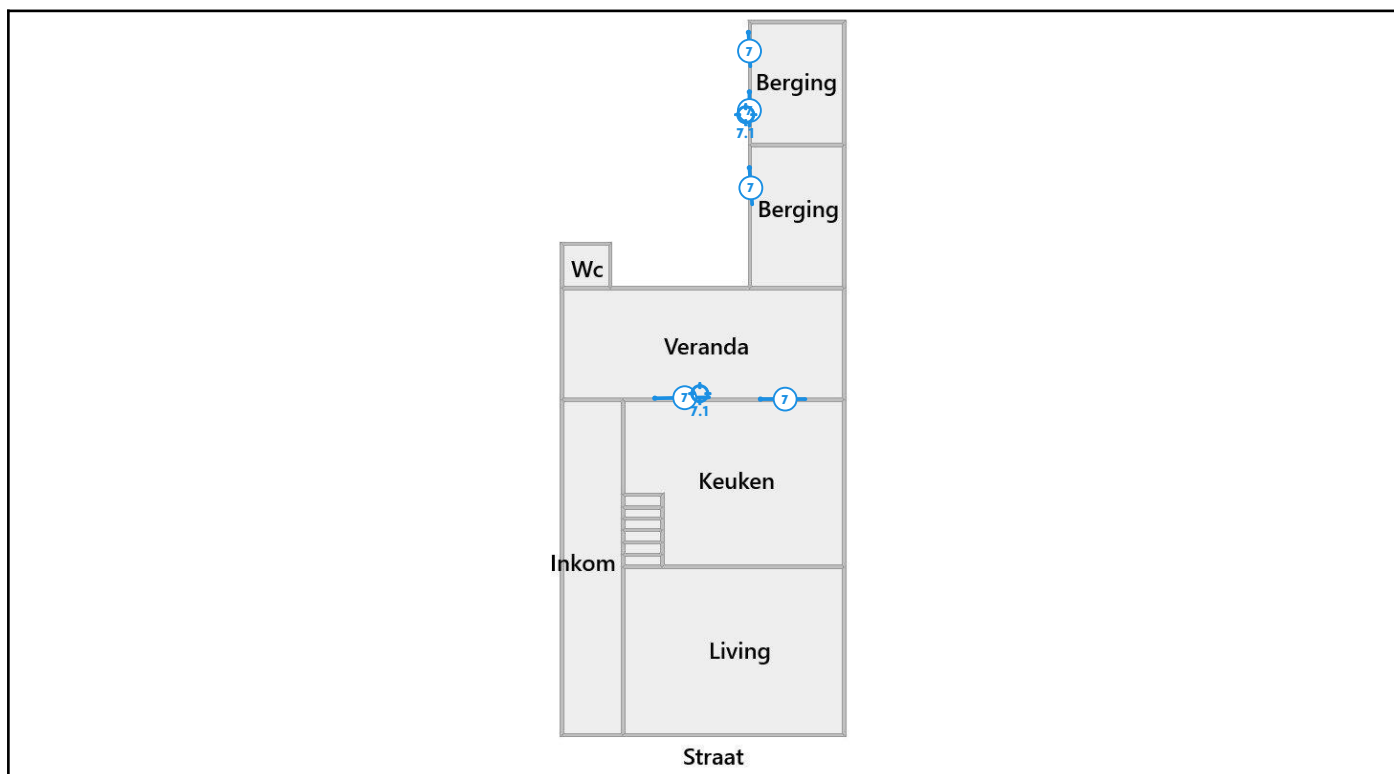 7
Berging
7.1
7
Berging
Wc
Veranda
7
7.1
7
Keuken
Inkom
Living
Straat